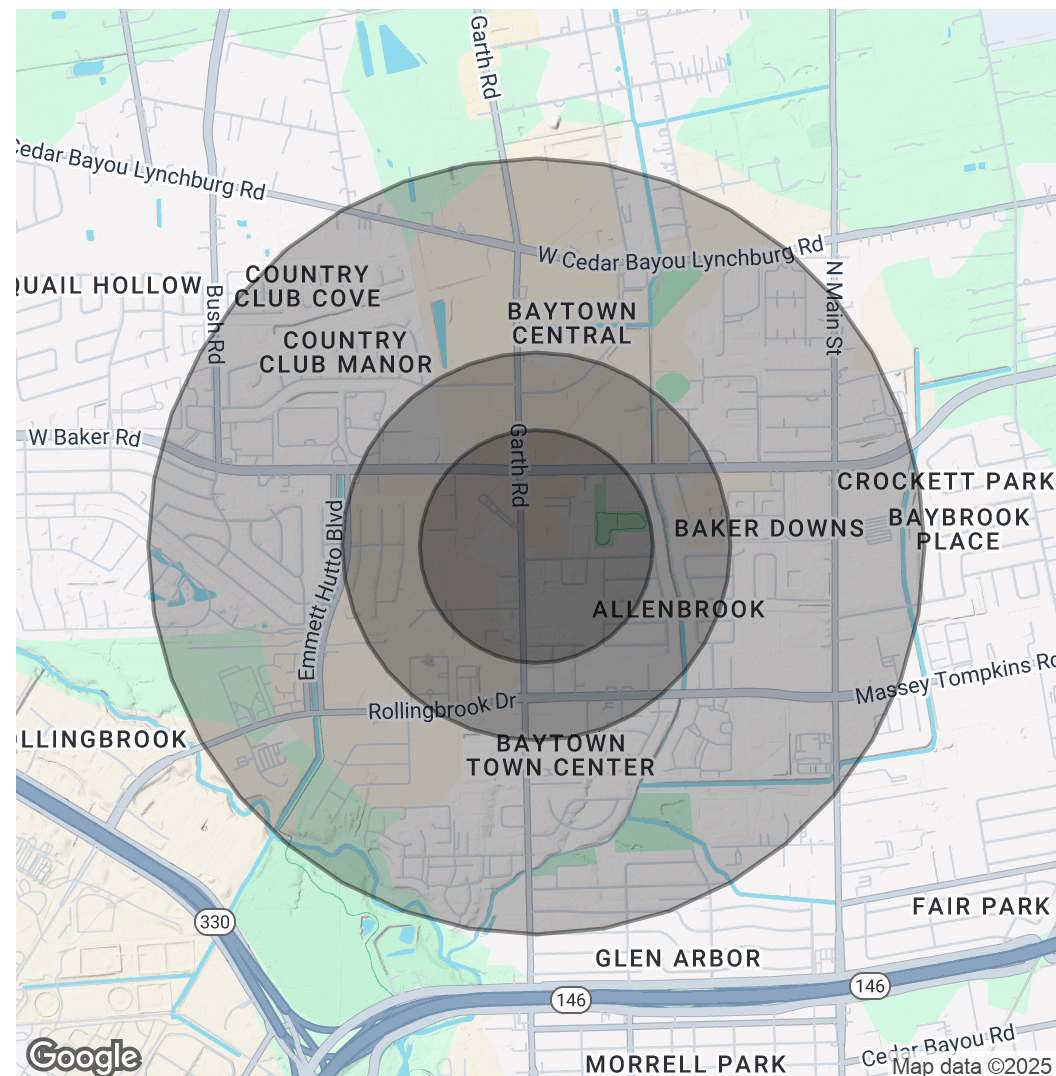 Garth Rd
Cedar Bayou Lynchburg Rd
W Cedar Bayou Lynchburg Rd
QUAIL HOLLOW
COUNTRY
CLUB COVE
Bush Rd
N Main St
BAYTOWN
CENTRAL
COUNTRY
CLUB MANOR
W Baker Rd
Garth Rd
CROCKETT PARK
BAKER DOWNS
BAYBROOK
PLACE
Emmett Hutto Blvd
ALLENBROOK
Massey Tompkins Rd
Rollingbrook Dr
OLLINGBROOK
BAYTOWN
TOWN CENTER
330
FAIR PARK
GLEN ARBOR
146
146
Cedar Bayou Rd
MORRELL PARK
Google
Map data ©2025